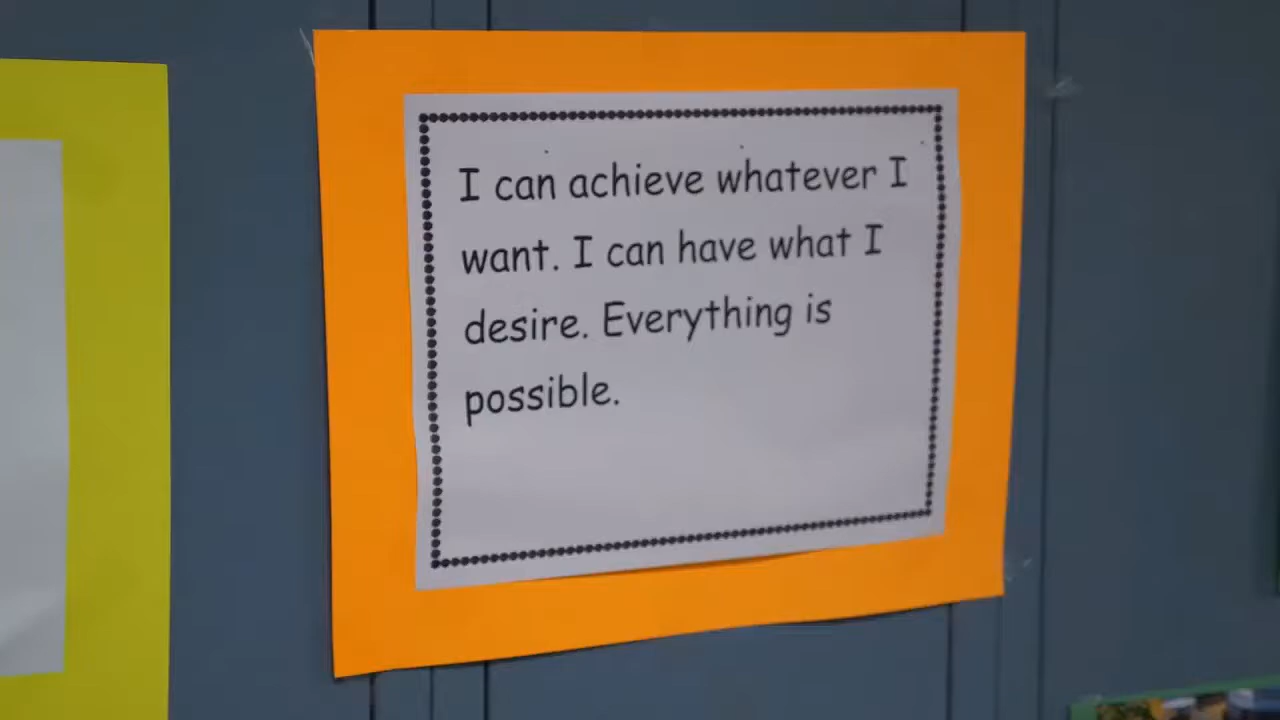 I can achieve whatever I
want. I can have what I
desire. Everything is
possible.